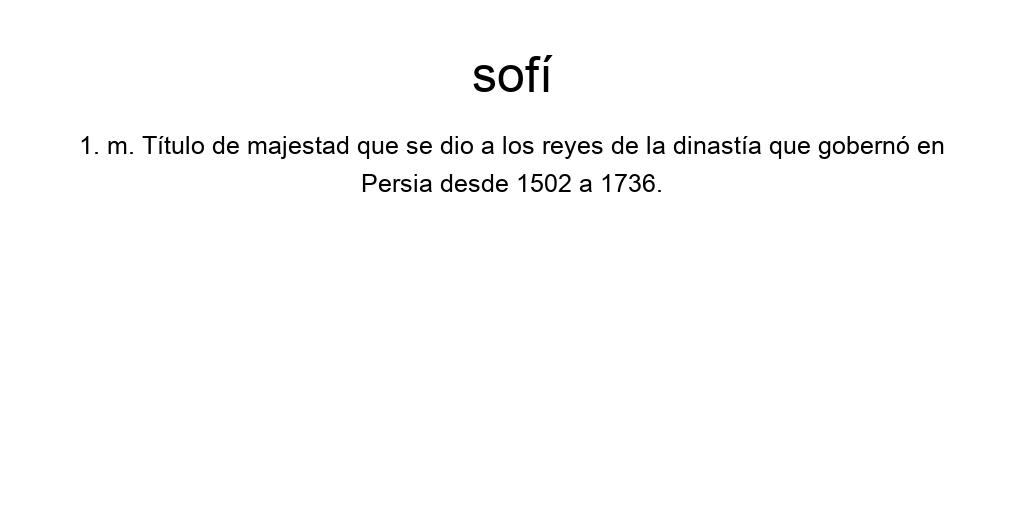 sofí
1. m. Título de majestad que se dio a los reyes de la dinastía que gobernó en
Persia desde 1502 a 1736.